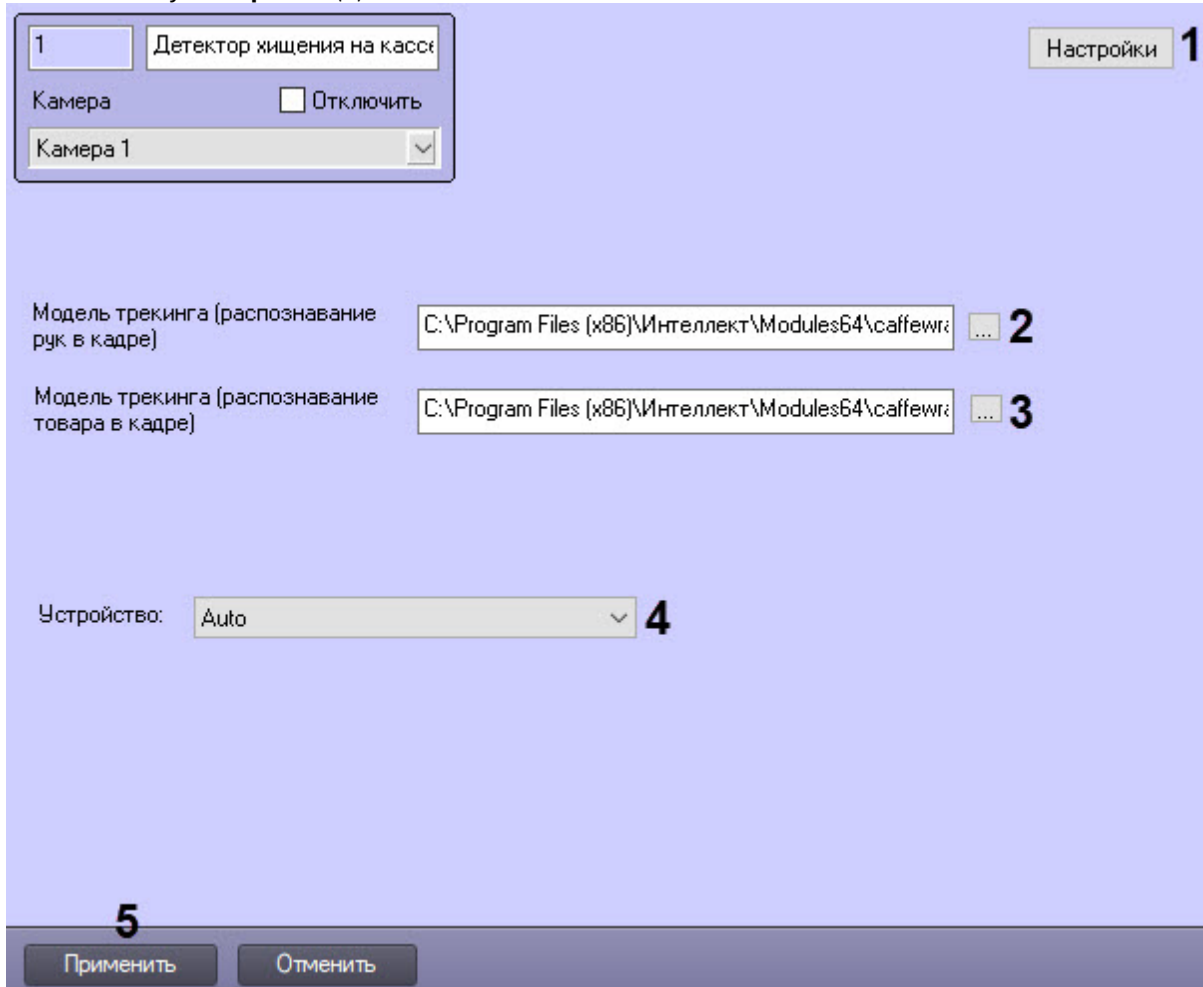 1 Детектор хищения на кассе
Настройки 1
Камера Отключить
Камера 1
Модель трекинга (распознавание
рук в кадре)
C:\Program Files (x86)\Интеллект\Modules64\caffewra
... 2
Модель трекинга (распознавание
товара в кадре)
C:\Program Files (x86)\Интеллект\Modules64\caffewra
... 3
Устройство: Auto 4
5
Применить Отменить